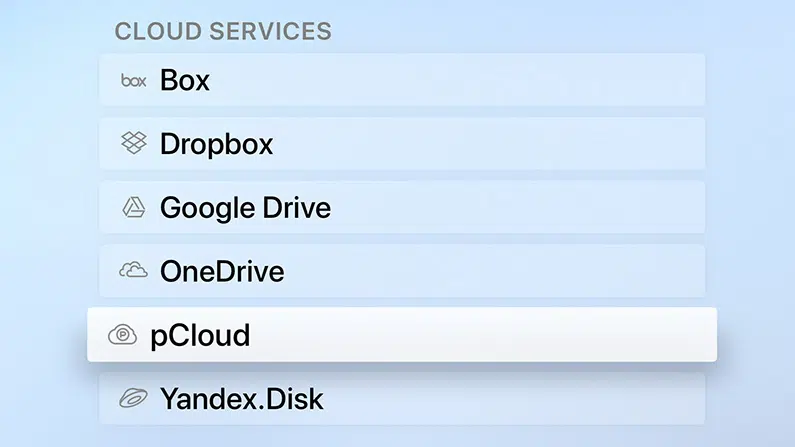 CLOUD SERVICES
box Box
Dropbox
Google Drive
OneDrive
P pCloud
Yandex.Disk